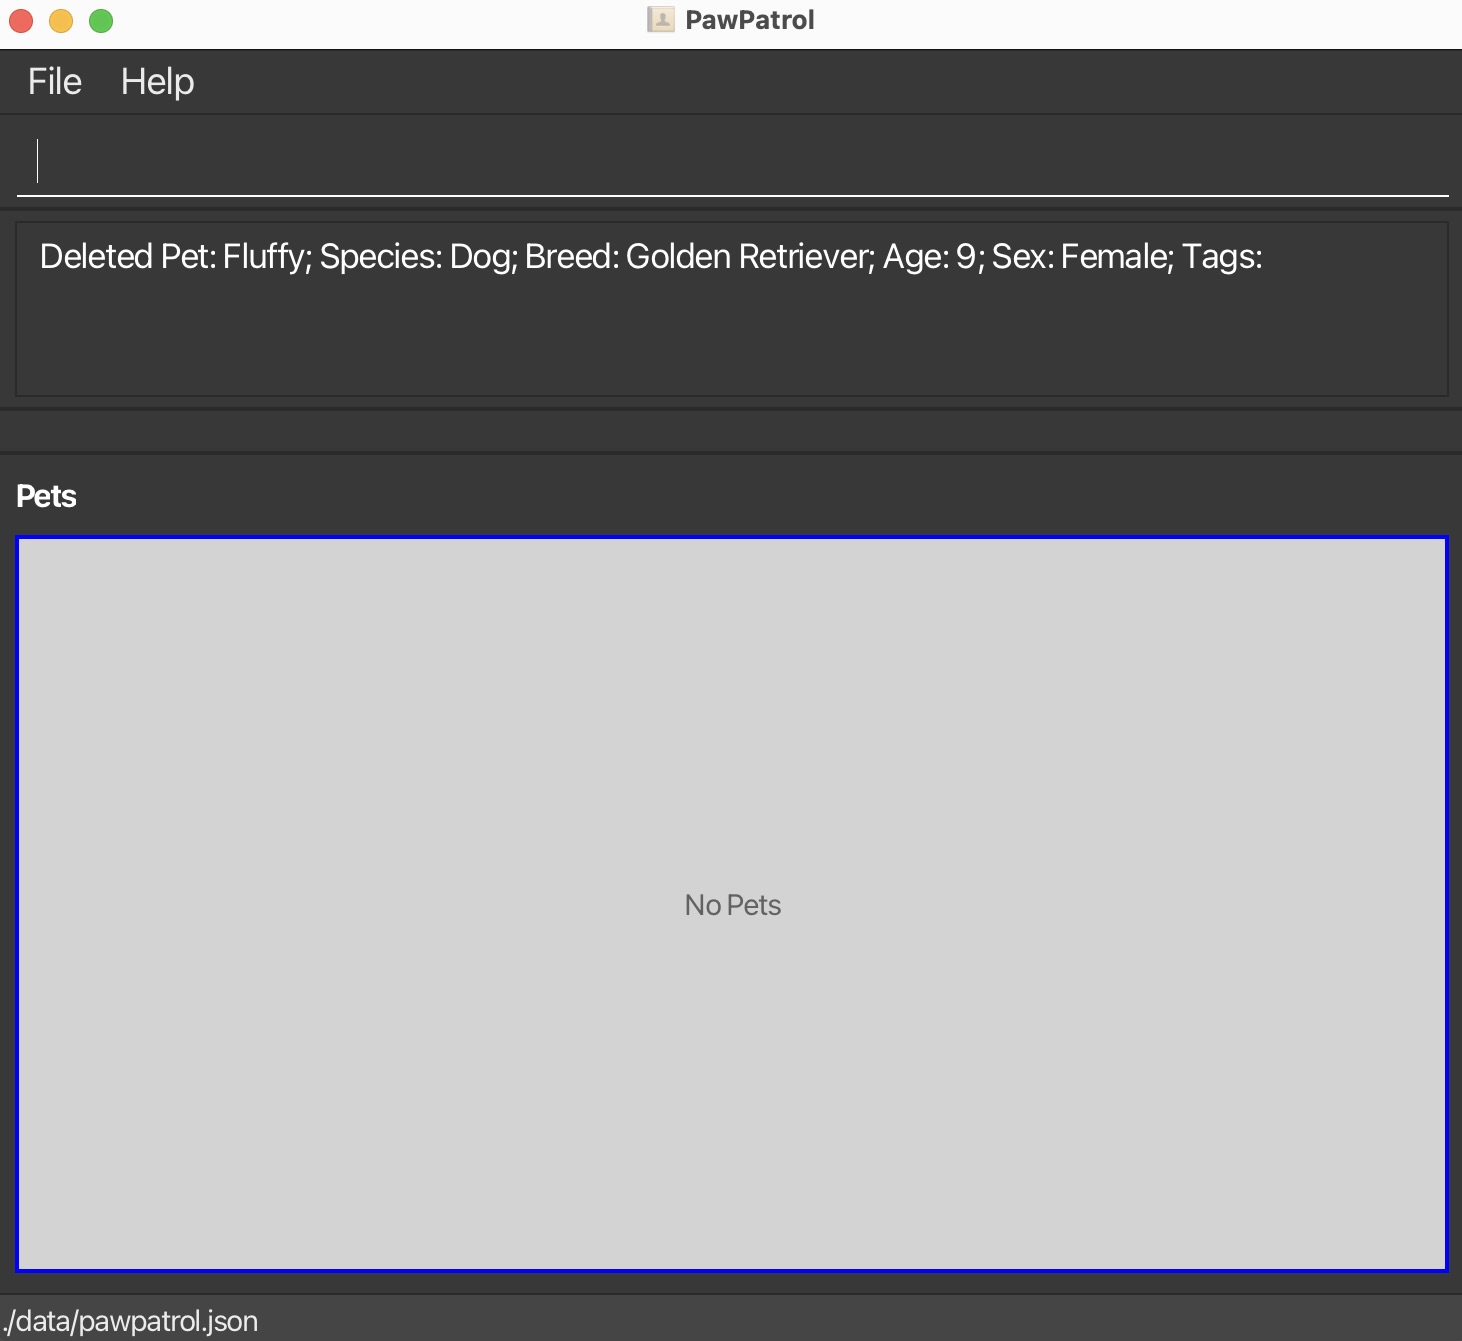 PawPatrol
File Help
Deleted Pet: Fluffy; Species: Dog; Breed: Golden Retriever; Age: 9; Sex: Female; Tags:
Pets
No Pets
./data/pawpatrol.json